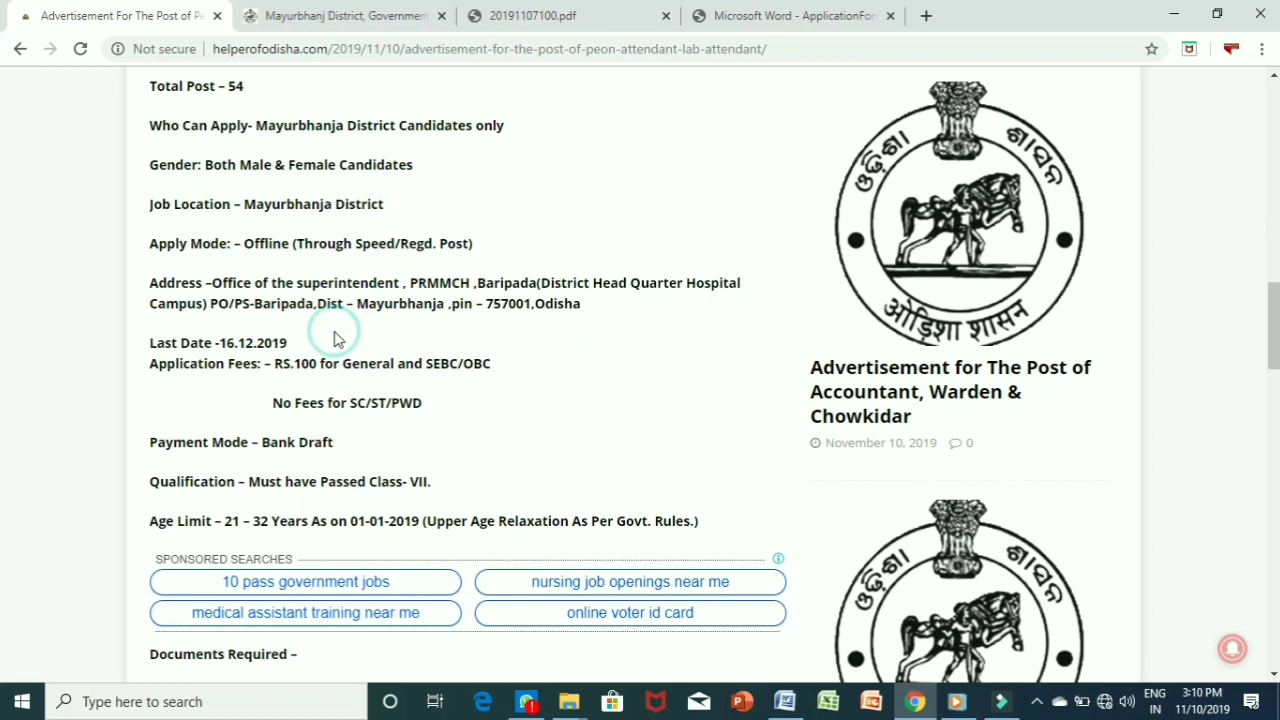 Advertisement For The Post of Pe
Mayurbhanj District, Government
20191107100.pdf
Microsoft Word - ApplicationForm
Not secure
helperofodisha.com/2019/11/10/advertisement-for-the-post-of-peon-attendant-lab-attendant/
Total Post – 54
Who Can Apply- Mayurbhanja District Candidates only
Gender: Both Male & Female Candidates
Job Location – Mayurbhanja District
Apply Mode: – Offline (Through Speed/Regd. Post)
Address –Office of the superintendent , PRMMCH ,Baripada(District Head Quarter Hospital
Campus) PO/PS-Baripada,Dist – Mayurbhanja ,pin – 757001,Odisha
Last Date -16.12.2019
Application Fees: – RS.100 for General and SEBC/OBC
No Fees for SC/ST/PWD
Payment Mode – Bank Draft
Qualification – Must have Passed Class- VII.
Age Limit – 21 – 32 Years As on 01-01-2019 (Upper Age Relaxation As Per Govt. Rules.)
SPONSORED SEARCHES
10 pass government jobs
nursing job openings near me
medical assistant training near me
online voter id card
Documents Required –
ଓଡ଼ିଶା ଶାସନ
ओड़िशा शासन
Advertisement for The Post of
Accountant, Warden &
Chowkidar
November 10, 2019
0
ଓଡ଼ିଶା ଶାସନ
Type here to search
ENG
IN
3:10 PM
11/10/2019